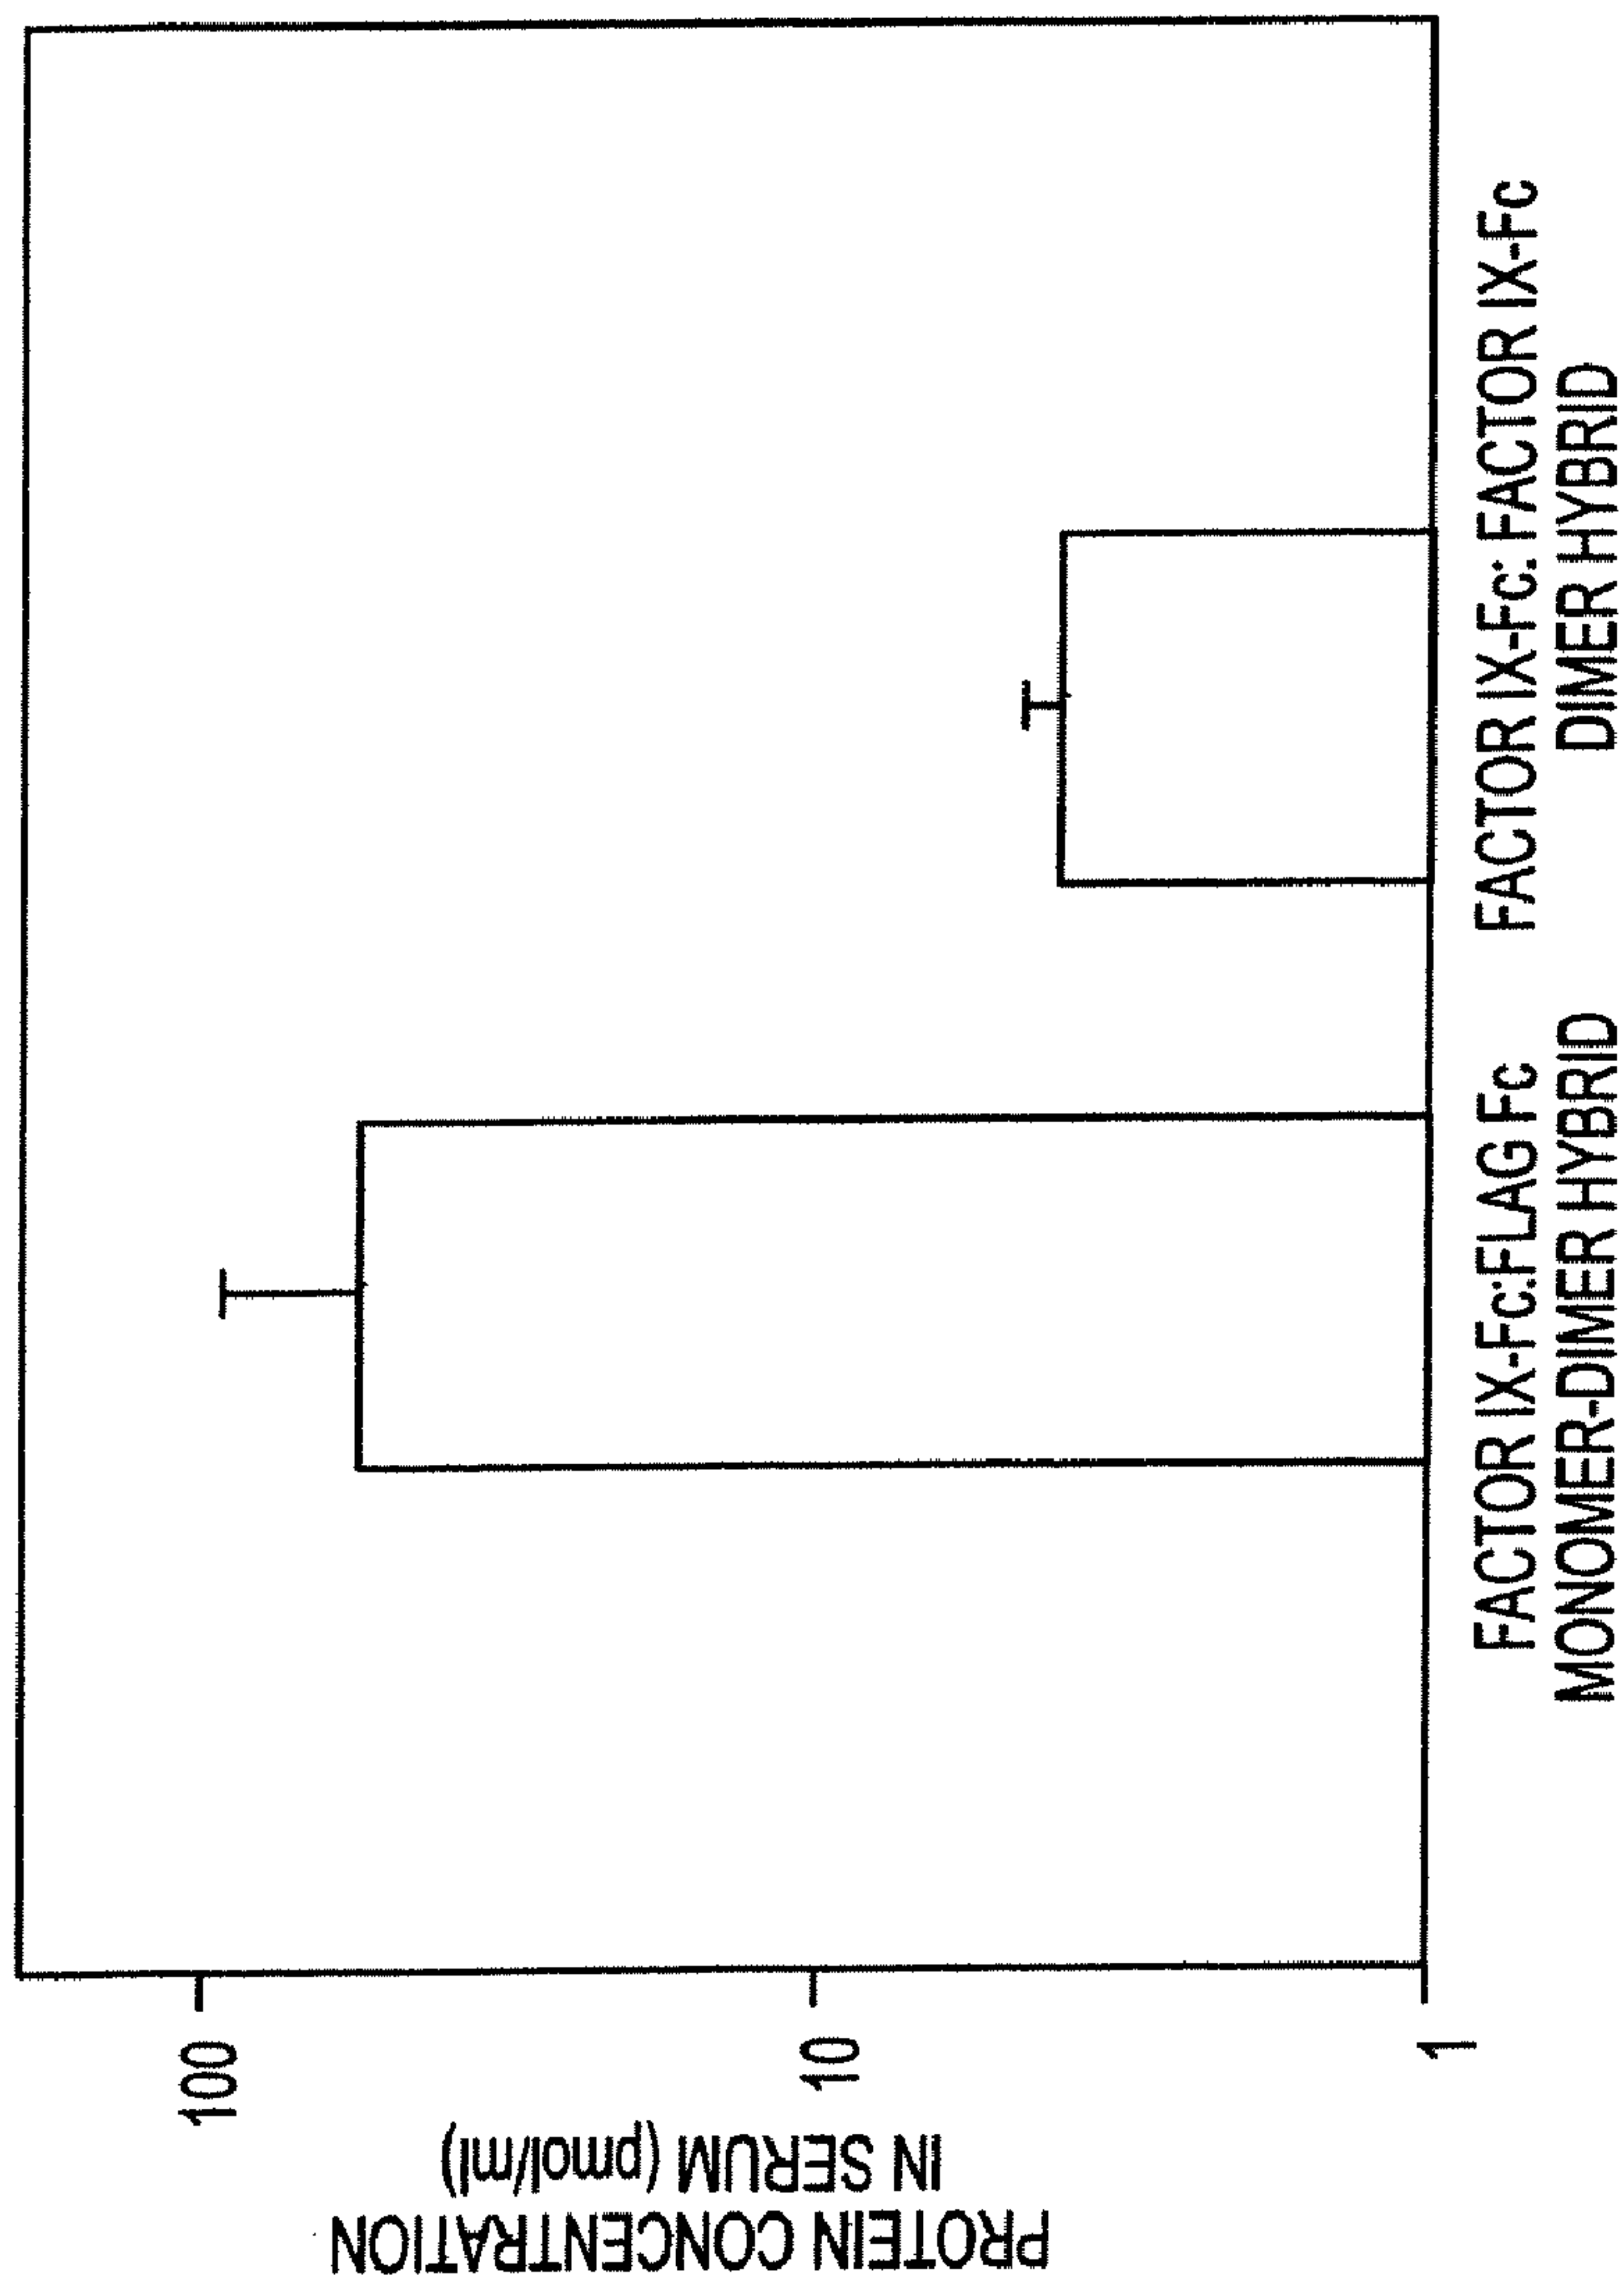 PROTEIN CONCENTRATION
IN SERUM (pmol/ml)
100
10
1
FACTOR IX-Fc:FLAG Fc
MONOMER-DIMER HYBRID
FACTOR IX-Fc: FACTOR IX-Fc
DIMER HYBRID